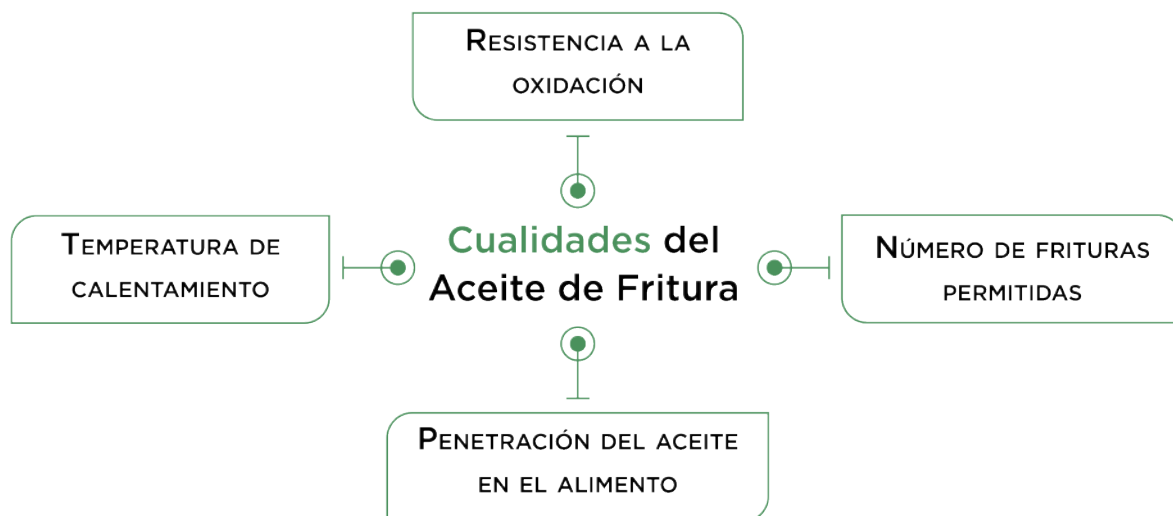 Resistencia a la
oxidación
Temperatura de
calentamiento
Cualidades del
Aceite de Fritura
Número de frituras
permitidas
Penetración del aceite
en el alimento